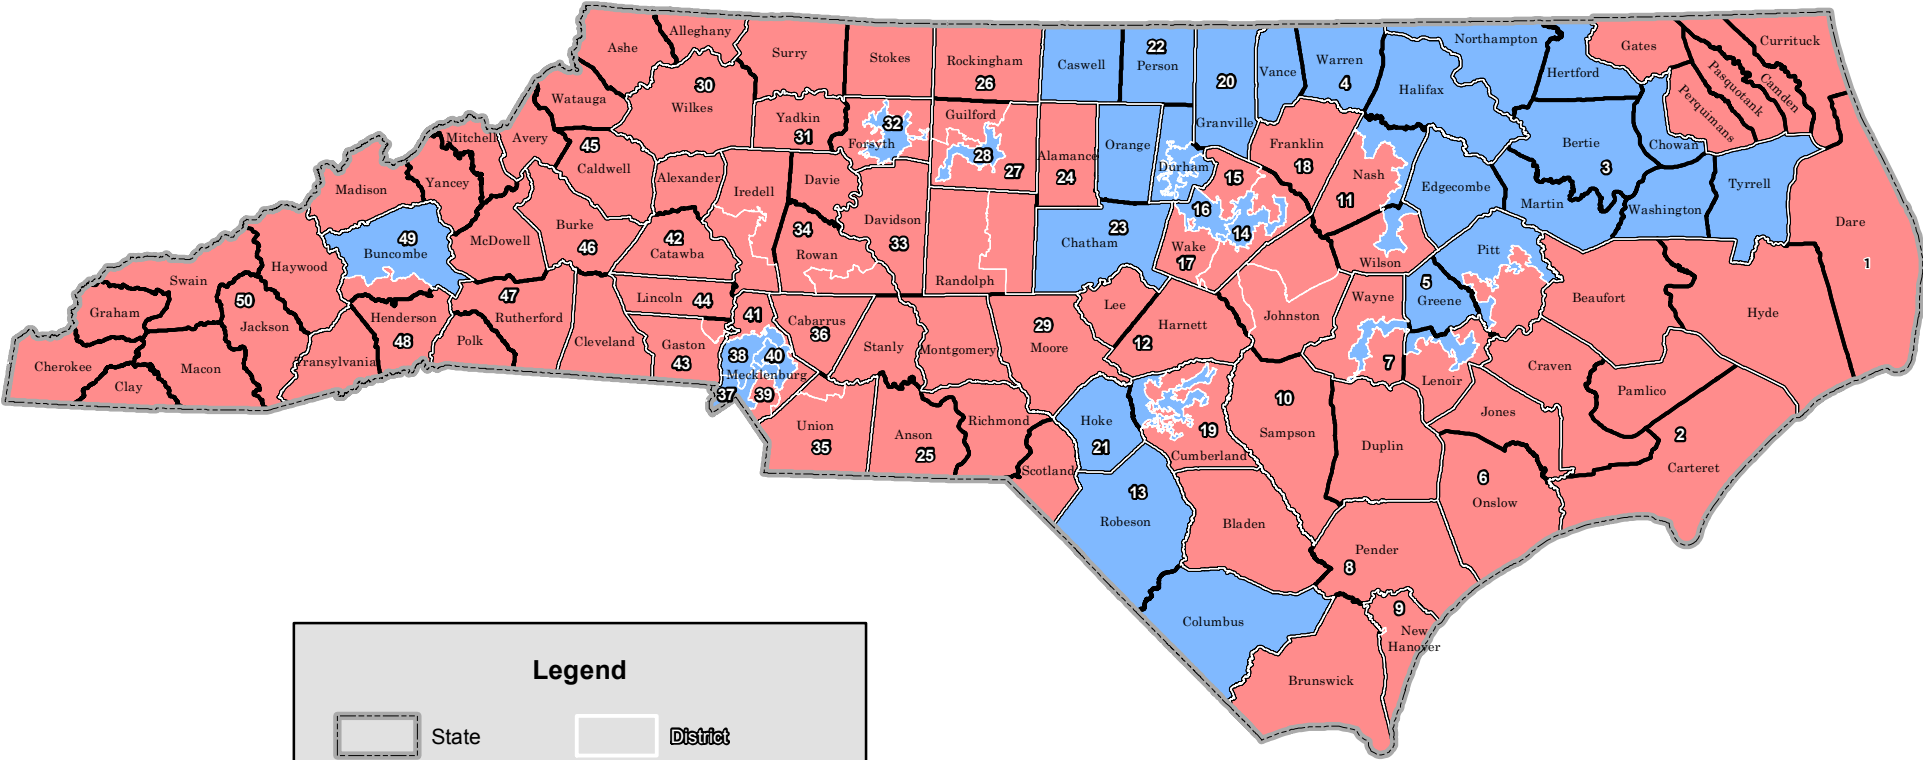 Ashe
Alleghany
Surry
Stokes
Rockingham
26
Caswell
22
Person
20
Granville
Vance
Warren
4
Northampton
Halifax
Hertford
Gates
Currituck
Camden
Pasquotank
Perquimans
Chowan
Bertie
3
Watauga
30
Wilkes
Yadkin
31
32
Forsyth
Guilford
28
27
Alamance
24
Orange
Durham
15
16
14
Wake
17
Franklin
18
Nash
11
Edgecombe
Martin
Washington
Tyrrell
Dare
1
Mitchell
Avery
45
Caldwell
Alexander
Iredell
Davie
Davidson
33
34
Rowan
Randolph
23
Chatham
Lee
Harnett
12
Johnston
Wilson
Wayne
7
5
Greene
Pitt
Beaufort
Hyde
Madison
Yancey
49
Buncombe
McDowell
Burke
46
42
Catawba
Lincoln
44
41
Cabarrus
36
Stanly
Montgomery
29
Moore
Swain
Haywood
50
Jackson
Graham
Cherokee
Clay
Macon
Transylvania
Henderson
48
47
Rutherford
Polk
Cleveland
Gaston
43
38
40
Mecklenburg
37
39
Union
35
Anson
25
Richmond
Scotland
Hoke
21
19
Cumberland
10
Sampson
Duplin
Lenoir
Jones
Craven
Pamlico
2
Carteret
6
Onslow
13
Robeson
Bladen
Columbus
Pender
8
9
New
Hanover
Brunswick
Legend
State
District